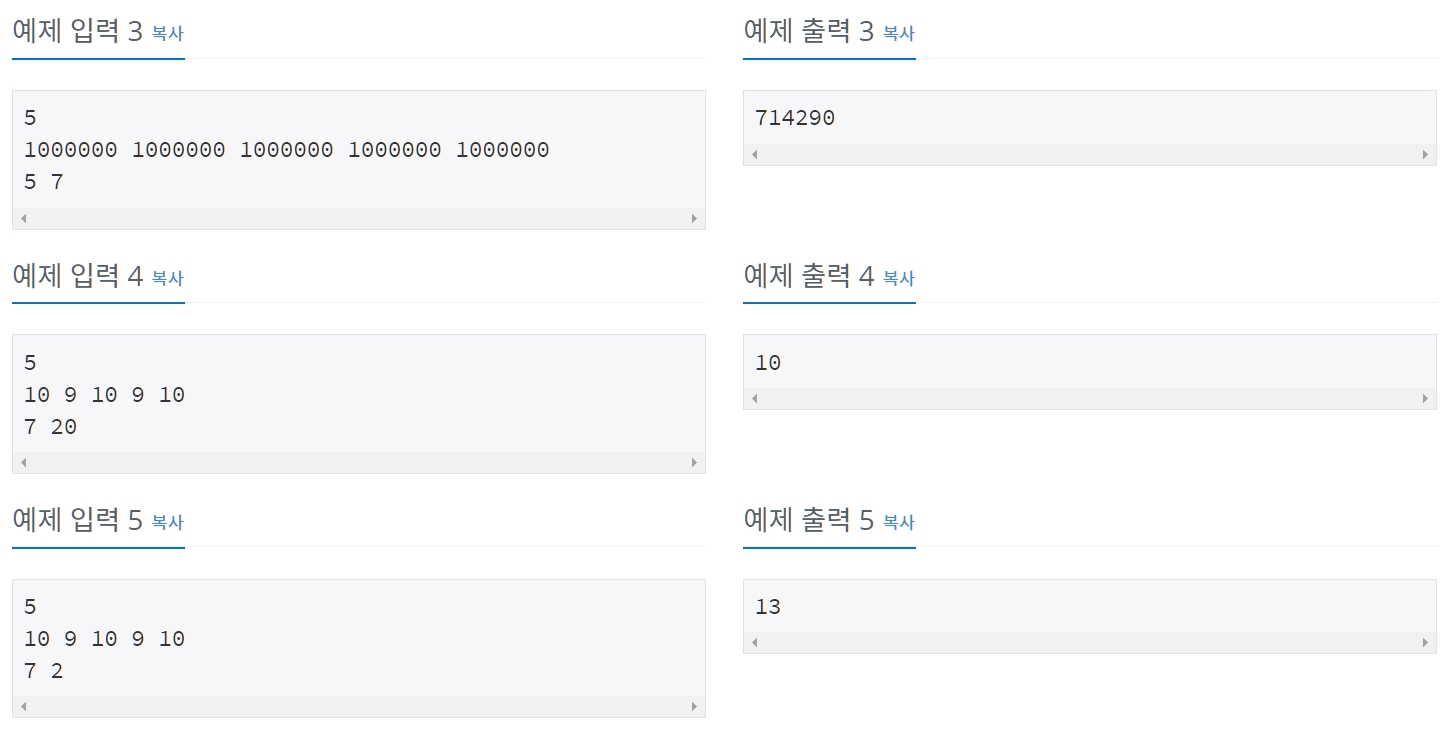 예제 입력 3 복사
5
1000000 1000000 1000000 1000000 1000000
5 7
예제 출력 3 복사
714290
예제 입력 4 복사
5
10 9 10 9 10
7 20
예제 출력 4 복사
10
예제 입력 5 복사
5
10 9 10 9 10
7 2
예제 출력 5 복사
13